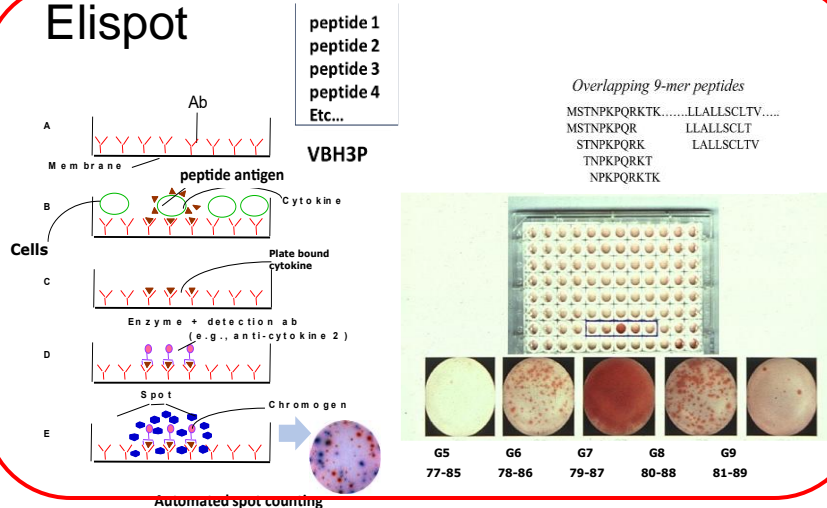 Elispot
peptide 1
peptide 2
peptide 3
peptide 4
Etc...
VBH3P
Ab
A
Membrane
peptide antigen
B
Cytokine
Cells
Plate bound
cytokine
C
Enzyme + detection ab
(e.g., anti-cytokine 2)
D
Spot
Chromogen
E
Automated spot counting
Overlapping 9-mer peptides
MSTNPKPQRKTK.......LLALLSCLTV.....
MSTNPKPQR LLALLSCLT
STNPKPQRK LALLSCLTV
TNPKPQRKT
NPKPQRKTK
G5 G6 G7 G8 G9
77-85 78-86 79-87 80-88 81-89